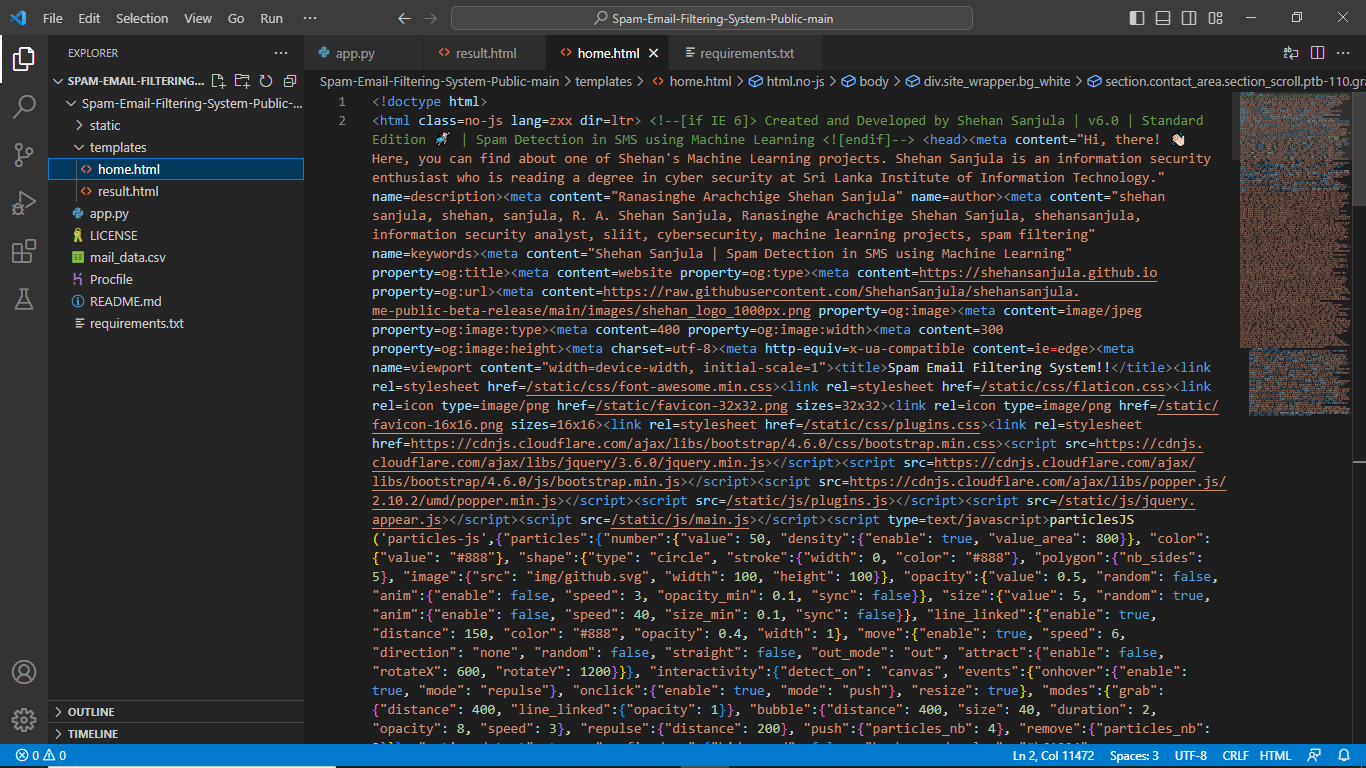 File Edit Selection View Go Run ···
Spam-Email-Filtering-System-Public-main
EXPLORER ···
SPAM-EMAIL-FILTERING...
Spam-Email-Filtering-System-Public-...
static
templates
home.html
result.html
app.py
LICENSE
mail_data.csv
Procfile
README.md
requirements.txt
OUTLINE
TIMELINE
app.py result.html home.html requirements.txt
Spam-Email-Filtering-System-Public-main > templates > home.html > html.no-js > body > div.site_wrapper.bg_white > section.contact_area.section_scroll.ptb-110.gra
1 <!doctype html>
2 <html class=no-js lang=zxx dir=ltr> <!--[if IE 6]> Created and Developed by Shehan Sanjula | v6.0 | Standard
Edition 🚀 | Spam Detection in SMS using Machine Learning <![endif]--> <head><meta content="Hi, there! 👋
Here, you can find about one of Shehan's Machine Learning projects. Shehan Sanjula is an information security
enthusiast who is reading a degree in cyber security at Sri Lanka Institute of Information Technology."
name=description><meta content="Ranasinghe Arachchige Shehan Sanjula" name=author><meta content="shehan
sanjula, shehan, sanjula, R. A. Shehan Sanjula, Ranasinghe Arachchige Shehan Sanjula, shehansanjula,
information security analyst, sliit, cybersecurity, machine learning projects, spam filtering"
name=keywords><meta content="Shehan Sanjula | Spam Detection in SMS using Machine Learning"
property=og:title><meta content=website property=og:type><meta content=https://shehansanjula.github.io
property=og:url><meta content=https://raw.githubusercontent.com/ShehanSanjula/shehansanjula.
me-public-beta-release/main/images/shehan_logo_1000px.png property=og:image><meta content=image/jpeg
property=og:image:type><meta content=400 property=og:image:width><meta content=300
property=og:image:height><meta charset=utf-8><meta http-equiv=x-ua-compatible content=ie=edge><meta
name=viewport content="width=device-width, initial-scale=1"><title>Spam Email Filtering System!!</title><link
rel=stylesheet href=/static/css/font-awesome.min.css><link rel=stylesheet href=/static/css/flaticon.css><link
rel=icon type=image/png href=/static/favicon-32x32.png sizes=32x32><link rel=icon type=image/png href=/static/
favicon-16x16.png sizes=16x16><link rel=stylesheet href=/static/css/plugins.css><link rel=stylesheet
href=https://cdnjs.cloudflare.com/ajax/libs/bootstrap/4.6.0/css/bootstrap.min.css><script src=https://cdnjs.
cloudflare.com/ajax/libs/jquery/3.6.0/jquery.min.js></script><script src=https://cdnjs.cloudflare.com/ajax/
libs/bootstrap/4.6.0/js/bootstrap.min.js></script><script src=https://cdnjs.cloudflare.com/ajax/libs/popper.js/
2.10.2/umd/popper.min.js></script><script src=/static/js/plugins.js></script><script src=/static/js/jquery.
appear.js></script><script src=/static/js/main.js></script><script type=text/javascript>particlesJS
('particles-js',{"particles":{"number":{"value": 50, "density":{"enable": true, "value_area": 800}}, "color":
{"value": "#888"}, "shape":{"type": "circle", "stroke":{"width": 0, "color": "#888"}, "polygon":{"nb_sides":
5}, "image":{"src": "img/github.svg", "width": 100, "height": 100}}, "opacity":{"value": 0.5, "random": false,
"anim":{"enable": false, "speed": 3, "opacity_min": 0.1, "sync": false}}, "size":{"value": 5, "random": true,
"anim":{"enable": false, "speed": 40, "size_min": 0.1, "sync": false}}, "line_linked":{"enable": true,
"distance": 150, "color": "#888", "opacity": 0.4, "width": 1}, "move":{"enable": true, "speed": 6,
"direction": "none", "random": false, "straight": false, "out_mode": "out", "attract":{"enable": false,
"rotateX": 600, "rotateY": 1200}}}, "interactivity":{"detect_on": "canvas", "events":{"onhover":{"enable":
true, "mode": "repulse"}, "onclick":{"enable": true, "mode": "push"}, "resize": true}, "modes":{"grab":
{"distance": 400, "line_linked":{"opacity": 1}}, "bubble":{"distance": 400, "size": 40, "duration": 2,
"opacity": 8, "speed": 3}, "repulse":{"distance": 200}, "push":{"particles_nb": 4}, "remove":{"particles_nb":
0 0 Ln 2, Col 11472 Spaces: 3 UTF-8 CRLF HTML